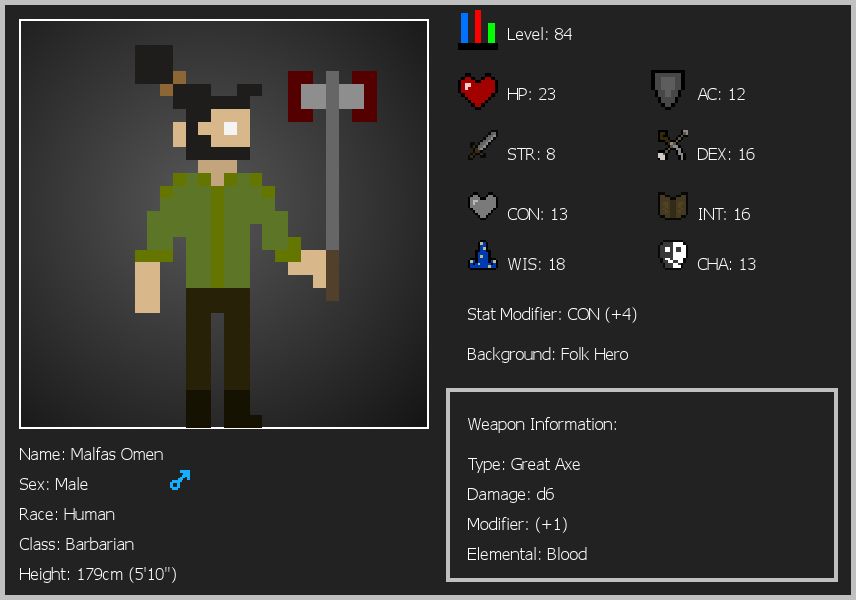 Level: 84
HP: 23
AC: 12
STR: 8
DEX: 16
CON: 13
INT: 16
WIS: 18
CHA: 13
Stat Modifier: CON (+4)
Background: Folk Hero
Weapon Information:
Type: Great Axe
Damage: d6
Modifier: (+1)
Elemental: Blood
Name: Malfas Omen
Sex: Male
Race: Human
Class: Barbarian
Height: 179cm (5'10")